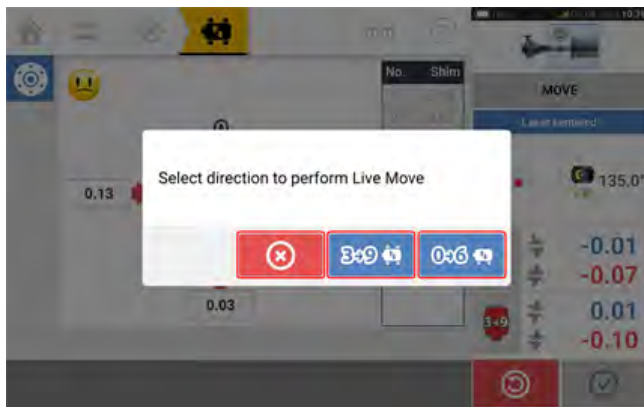 No. Shim
MOVE
Laser centered
135.0°
0.13
Select direction to perform Live Move
3→9
0→6
0.03
-0.01
-0.07
3→9
0.01
-0.10